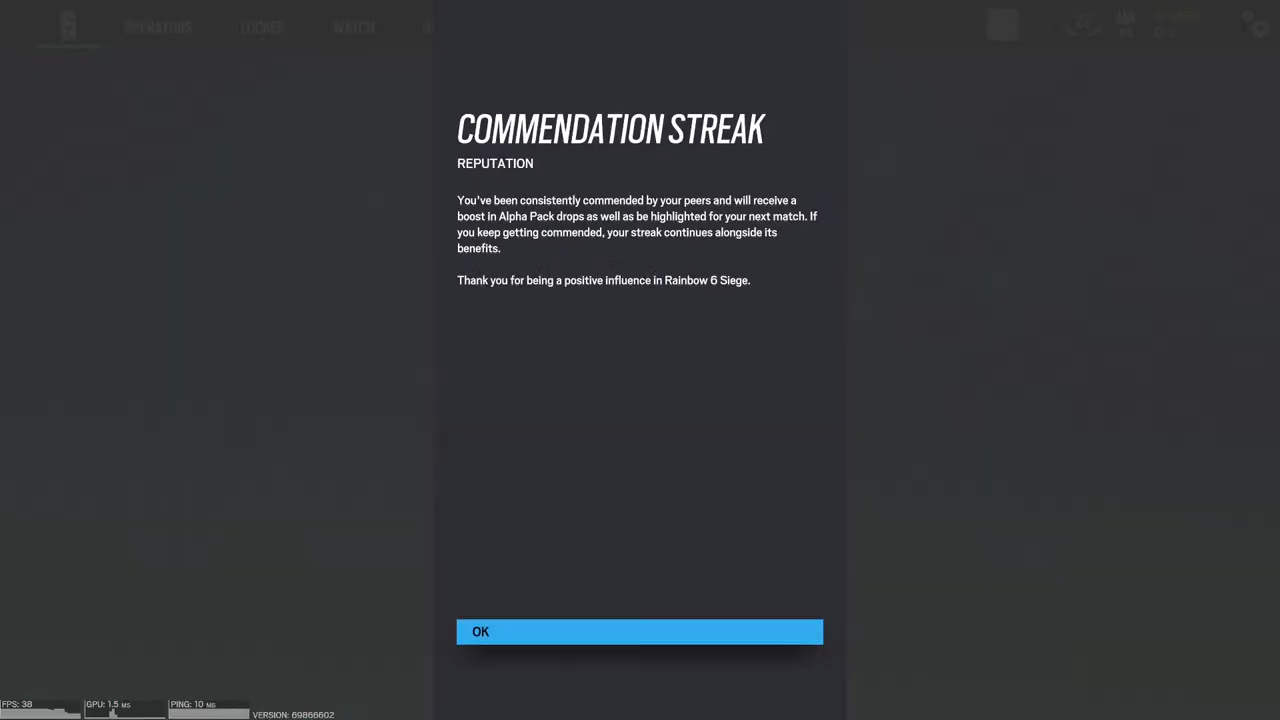 OPERATORS LOCKER WATCH
COMMENDATION STREAK
REPUTATION
You've been consistently commended by your peers and will receive a
boost in Alpha Pack drops as well as be highlighted for your next match. If
you keep getting commended, your streak continues alongside its
benefits.
Thank you for being a positive influence in Rainbow 6 Siege.
OK
FPS: 38 GPU: 1.5 MS PING: 10 MS VERSION: 69866602